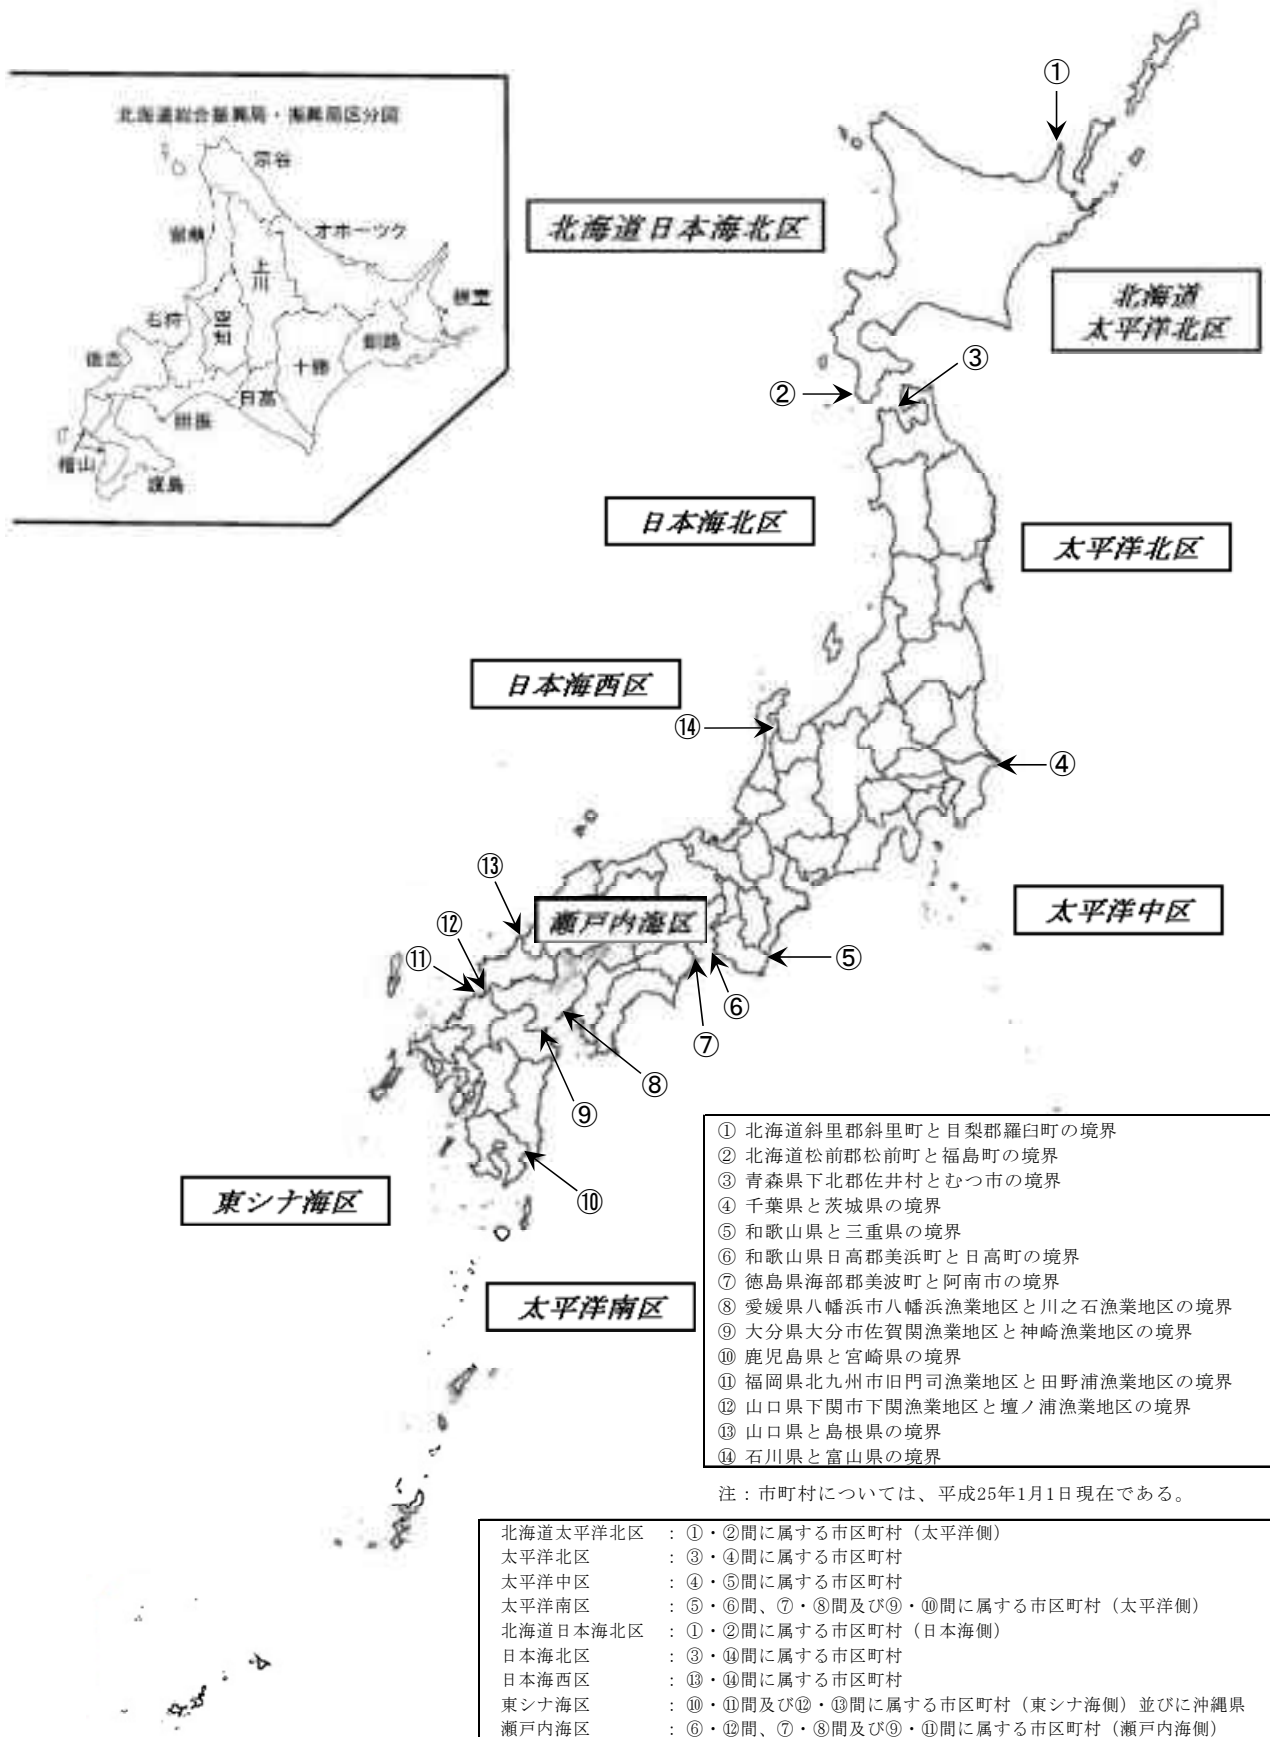 北海道総合振興局・振興局区分図
宗谷
オホーツク
留萌
上川
根室
石狩
空知
釧路
後志
十勝
日高
胆振
檜山
渡島
①
北海道日本海北区
北海道
太平洋北区
②
③
日本海北区
太平洋北区
日本海西区
⑭
④
⑬
瀬戸内海区
太平洋中区
⑫
⑪
⑤
⑥
⑦
⑧
⑨
東シナ海区
⑩
太平洋南区
① 北海道斜里郡斜里町と目梨郡羅臼町の境界
② 北海道松前郡松前町と福島町の境界
③ 青森県下北郡佐井村とむつ市の境界
④ 千葉県と茨城県の境界
⑤ 和歌山県と三重県の境界
⑥ 和歌山県日高郡美浜町と日高町の境界
⑦ 徳島県海部郡美波町と阿南市の境界
⑧ 愛媛県八幡浜市八幡浜漁業地区と川之石漁業地区の境界
⑨ 大分県大分市佐賀関漁業地区と神崎漁業地区の境界
⑩ 鹿児島県と宮崎県の境界
⑪ 福岡県北九州市旧門司漁業地区と田野浦漁業地区の境界
⑫ 山口県下関市下関漁業地区と壇ノ浦漁業地区の境界
⑬ 山口県と島根県の境界
⑭ 石川県と富山県の境界
注：市町村については、平成25年1月1日現在である。
北海道太平洋北区 ：①・②間に属する市区町村（太平洋側）
太平洋北区 ：③・④間に属する市区町村
太平洋中区 ：④・⑤間に属する市区町村
太平洋南区 ：⑤・⑥間、⑦・⑧間及び⑨・⑩間に属する市区町村（太平洋側）
北海道日本海北区 ：①・②間に属する市区町村（日本海側）
日本海北区 ：③・⑭間に属する市区町村
日本海西区 ：⑬・⑭間に属する市区町村
東シナ海区 ：⑩・⑪間及び⑫・⑬間に属する市区町村（東シナ海側）並びに沖縄県
瀬戸内海区 ：⑥・⑫間、⑦・⑧間及び⑨・⑪間に属する市区町村（瀬戸内海側）